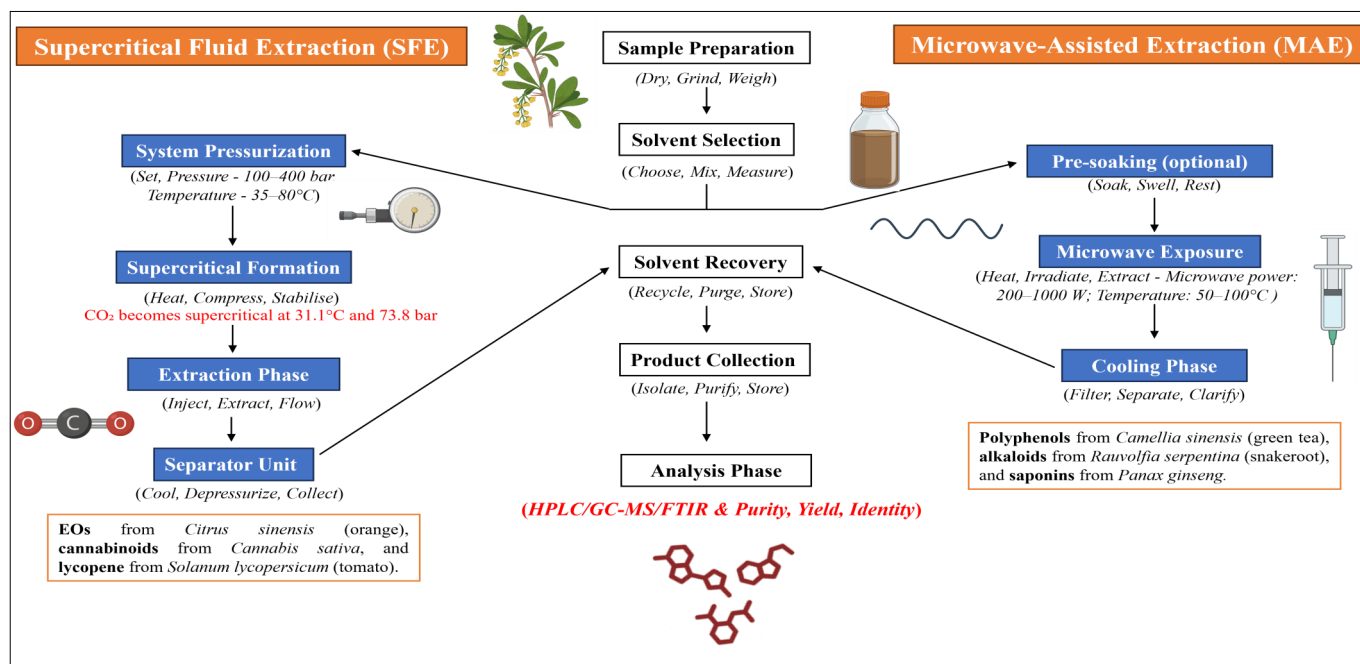 Supercritical Fluid Extraction (SFE)
System Pressurization
(Set, Pressure - 100–400 bar
Temperature - 35–80°C)
Supercritical Formation
(Heat, Compress, Stabilise)
CO₂ becomes supercritical at 31.1°C and 73.8 bar
Extraction Phase
(Inject, Extract, Flow)
O C O
Separator Unit
(Cool, Depressurize, Collect)
EOs from Citrus sinensis (orange),
cannabinoids from Cannabis sativa, and
lycopene from Solanum lycopersicum (tomato).
Sample Preparation
(Dry, Grind, Weigh)
Solvent Selection
(Choose, Mix, Measure)
Solvent Recovery
(Recycle, Purge, Store)
Product Collection
(Isolate, Purify, Store)
Analysis Phase
(HPLC/GC-MS/FTIR & Purity, Yield, Identity)
Microwave-Assisted Extraction (MAE)
Pre-soaking (optional)
(Soak, Swell, Rest)
Microwave Exposure
(Heat, Irradiate, Extract - Microwave power:
200–1000 W; Temperature: 50–100°C )
Cooling Phase
(Filter, Separate, Clarify)
Polyphenols from Camellia sinensis (green tea),
alkaloids from Rauvolfia serpentina (snakeroot),
and saponins from Panax ginseng.